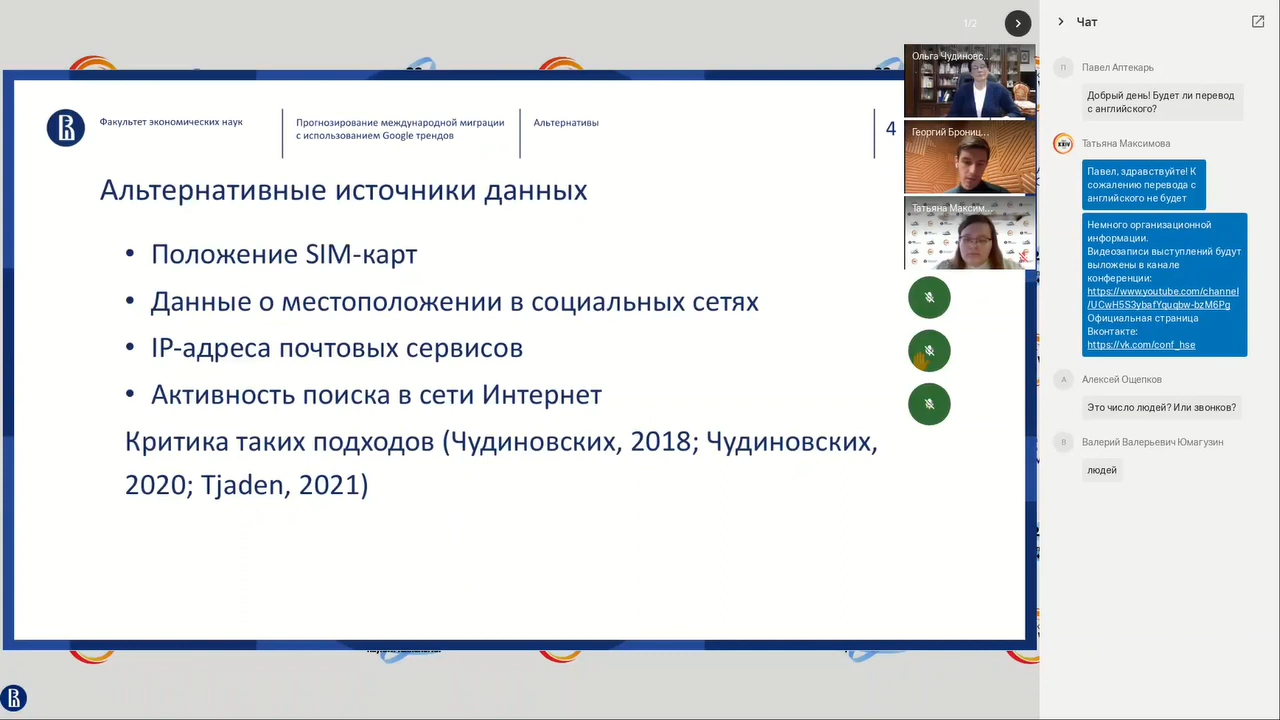 1/2
Ольга Чудиновс...
Георгий Брониц...
Татьяна Максим...
Факультет экономических наук
Прогнозирование международной миграции
с использованием Google трендов
Альтернативы
4
Альтернативные источники данных
• Положение SIM-карт
• Данные о местоположении в социальных сетях
• IP-адреса почтовых сервисов
• Активность поиска в сети Интернет
Критика таких подходов (Чудиновских, 2018; Чудиновских,
2020; Tjaden, 2021)
Чат
П
Павел Аптекарь
Добрый день! Будет ли перевод
с английского?
XXIV
Татьяна Максимова
Павел, здравствуйте! К
сожалению перевода с
английского не будет
Немного организационной
информации.
Видеозаписи выступлений будут
выложены в канале
конференции:
https://www.youtube.com/channel
/UCwH5S3ybafYquqbw-bzM6Pg
Официальная страница
Вконтакте:
https://vk.com/conf_hse
А
Алексей Ощепков
Это число людей? Или звонков?
В
Валерий Валерьевич Юмагузин
людей